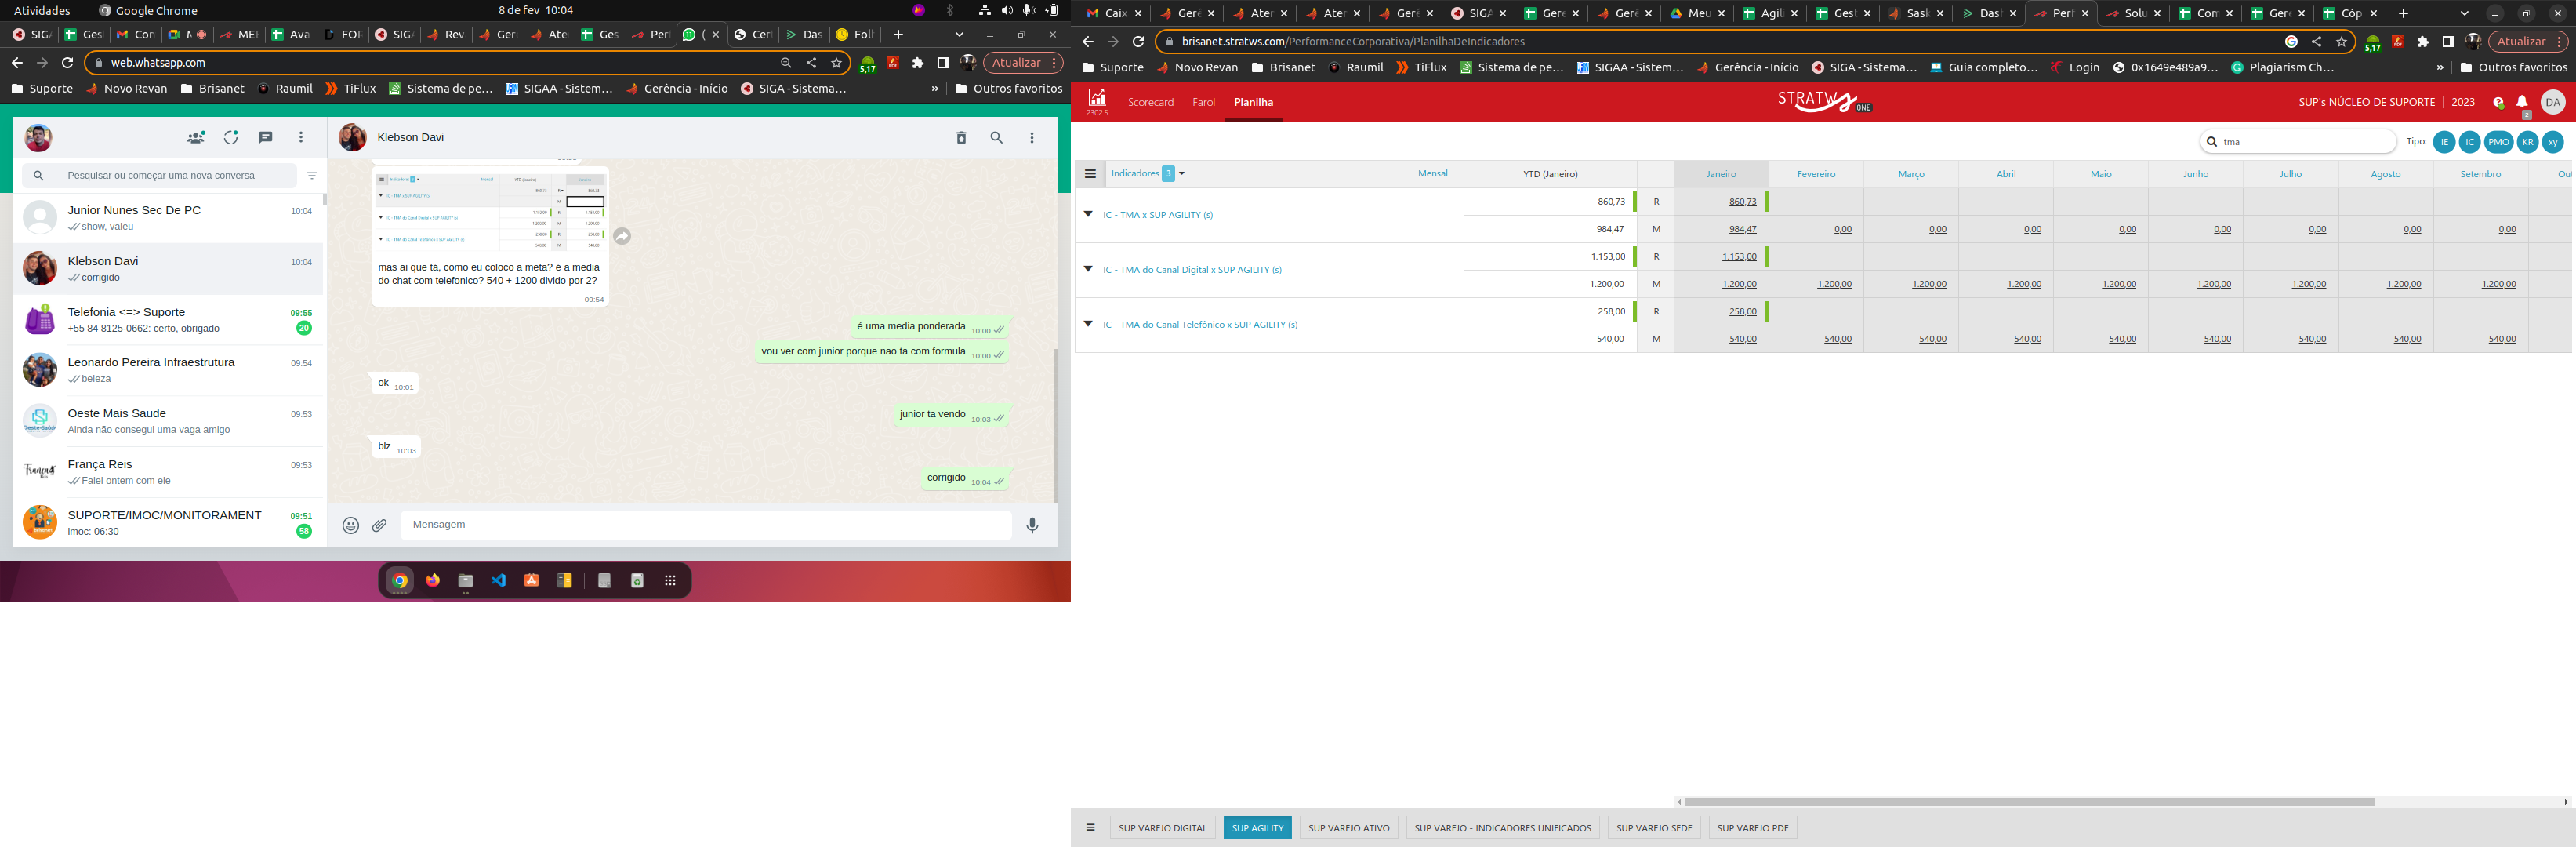 Atividades
Google Chrome
8 de fev 10:04
SIG
Ges
Con
ME
Ava
FOR
SIG
Rev
Ger
Ate
Ges
Per
(
Cer
Das
Foll
web.whatsapp.com
5,17
Atualizar
Suporte
Novo Revan
Brisanet
Raumil
TiFlux
Sistema de pe…
SIGAA - Sistem…
Gerência - Início
SIGA - Sistema…
»
Outros favoritos
Pesquisar ou começar uma nova conversa
Junior Nunes Sec De PC
10:04
show, valeu
Klebson Davi
10:04
corrigido
Telefonia <=> Suporte
09:55
+55 84 8125-0662: certo, obrigado
20
Leonardo Pereira Infraestrutura
09:54
beleza
Oeste Mais Saude
09:53
Ainda não consegui uma vaga amigo
França Reis
09:53
Falei ontem com ele
SUPORTE/IMOC/MONITORAMENT
09:51
imoc: 06:30
58
Klebson Davi
mas ai que tá, como eu coloco a meta? é a media
do chat com telefonico? 540 + 1200 divido por 2?
09:54
é uma media ponderada 10:00
vou ver com junior porque nao ta com formula 10:00
ok 10:01
junior ta vendo 10:03
blz 10:03
corrigido 10:04
Mensagem
Caix
Gerê
Ater
Ater
Gerê
SIGA
Gere
Gerê
Meu
Agil
Gest
Sask
Dasl
Perf
Solu
Com
Gere
Cóp
brisanet.stratws.com/PerformanceCorporativa/PlanilhaDeIndicadores
5,17
Atualizar
Suporte
Novo Revan
Brisanet
Raumil
TiFlux
Sistema de pe…
SIGAA - Sistem…
Gerência - Início
SIGA - Sistema…
Guia completo…
Login
0x1649e489a9…
Plagiarism Ch…
»
Outros favoritos
2302.5
Scorecard
Farol
Planilha
STRATWs ONE
SUP's NÚCLEO DE SUPORTE
2023
2
DA
tma
Tipo:
IE
IC
PMO
KR
xy
Indicadores 3
Mensal
YTD (Janeiro)
Janeiro
Fevereiro
Março
Abril
Maio
Junho
Julho
Agosto
Setembro
Out
IC - TMA x SUP AGILITY (s)
860,73 R 860,73
984,47 M 984,47 0,00 0,00 0,00 0,00 0,00 0,00 0,00 0,00
IC - TMA do Canal Digital x SUP AGILITY (s)
1.153,00 R 1.153,00
1.200,00 M 1.200,00 1.200,00 1.200,00 1.200,00 1.200,00 1.200,00 1.200,00 1.200,00 1.200,00
IC - TMA do Canal Telefônico x SUP AGILITY (s)
258,00 R 258,00
540,00 M 540,00 540,00 540,00 540,00 540,00 540,00 540,00 540,00 540,00
SUP VAREJO DIGITAL
SUP AGILITY
SUP VAREJO ATIVO
SUP VAREJO - INDICADORES UNIFICADOS
SUP VAREJO SEDE
SUP VAREJO PDF